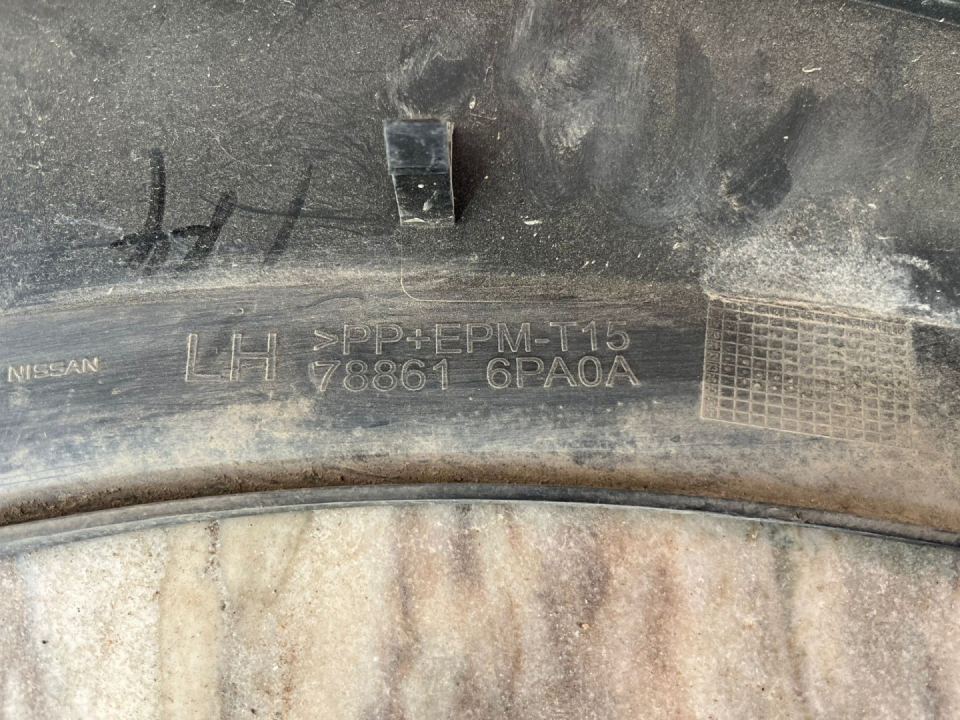 NISSAN
LH
>PP+EPM-T15
78861 6PA0A